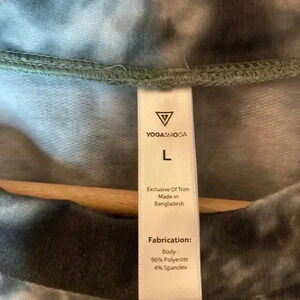 YOGASMOGA
L
Exclusive Of Trim
Made in
Bangladesh
Fabrication:
Body
96% Polyester
4% Spandex